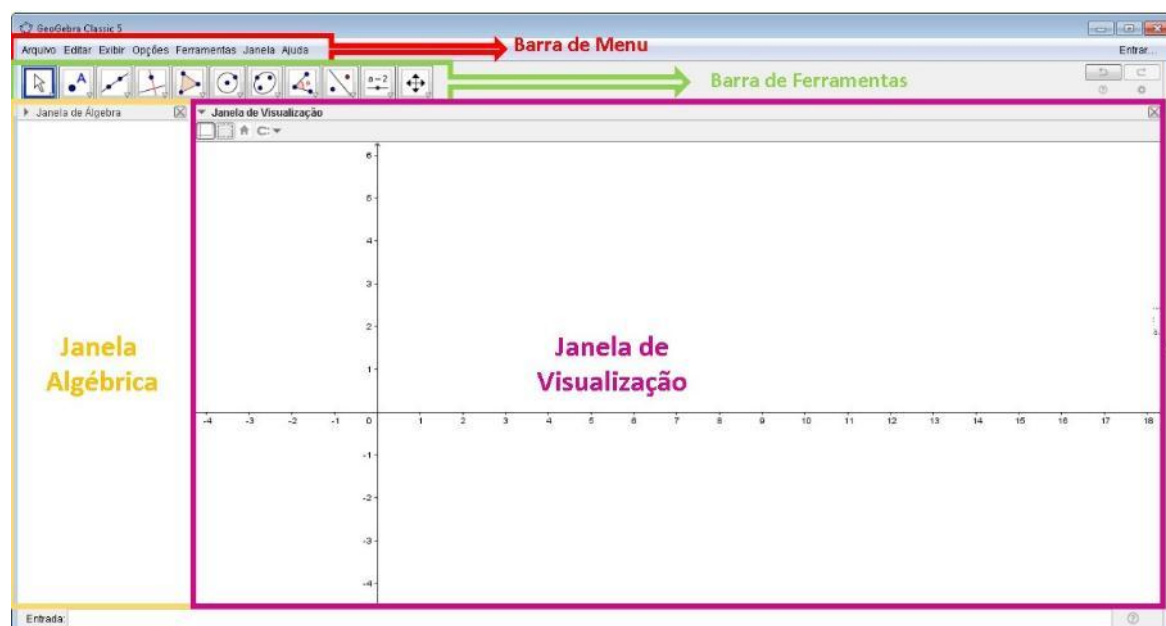 GeoGebra Classic 5
Arquivo Editar Exibir Opções Ferramentas Janela Ajuda
Barra de Menu
Entrar...
A
a=2
Barra de Ferramentas
Janela de Álgebra
Janela de Visualização
Janela
Algébrica
Janela de
Visualização
6
5
4
3
2
1
-4 -3 -2 -1 0 1 2 3 4 5 6 7 8 9 10 11 12 13 14 15 16 17 18
-1
-2
-3
-4
Entrada: